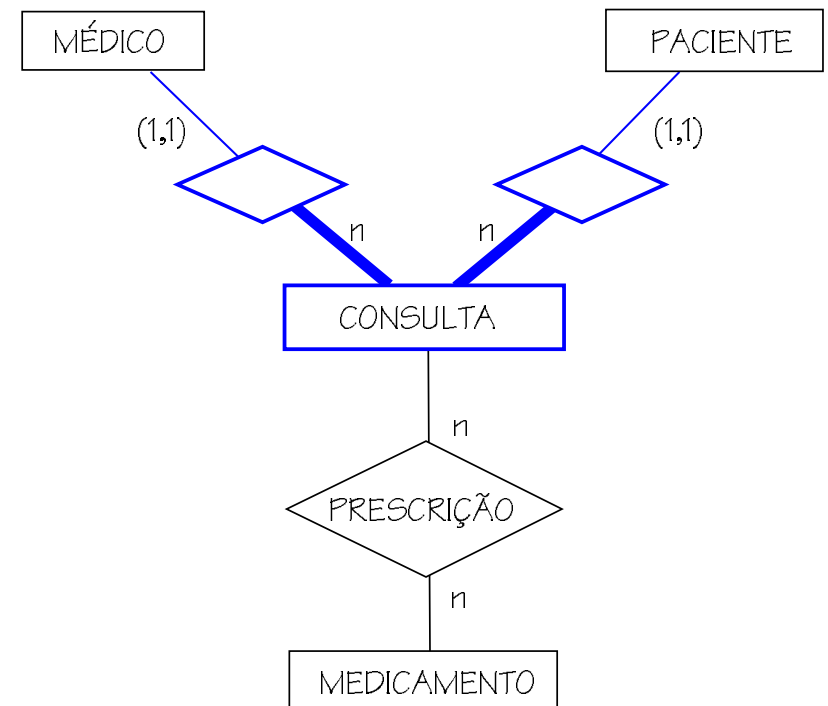 MÉDICO
PACIENTE
(1,1)
(1,1)
n
n
CONSULTA
n
PRESCRIÇÃO
n
MEDICAMENTO